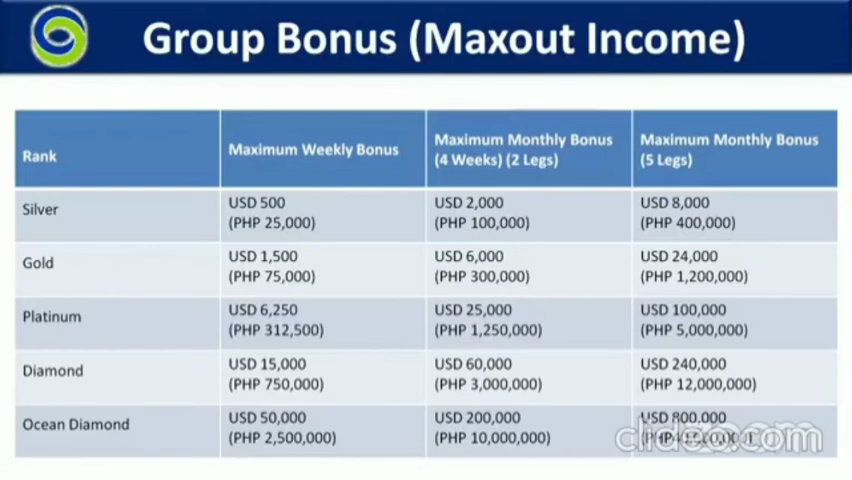 Group Bonus (Maxout Income)
Rank
Maximum Weekly Bonus
Maximum Monthly Bonus
(4 Weeks) (2 Legs)
Maximum Monthly Bonus
(5 Legs)
Silver
USD 500
(PHP 25,000)
USD 2,000
(PHP 100,000)
USD 8,000
(PHP 400,000)
Gold
USD 1,500
(PHP 75,000)
USD 6,000
(PHP 300,000)
USD 24,000
(PHP 1,200,000)
Platinum
USD 6,250
(PHP 312,500)
USD 25,000
(PHP 1,250,000)
USD 100,000
(PHP 5,000,000)
Diamond
USD 15,000
(PHP 750,000)
USD 60,000
(PHP 3,000,000)
USD 240,000
(PHP 12,000,000)
Ocean Diamond
USD 50,000
(PHP 2,500,000)
USD 200,000
(PHP 10,000,000)
USD 800,000
clideo.com